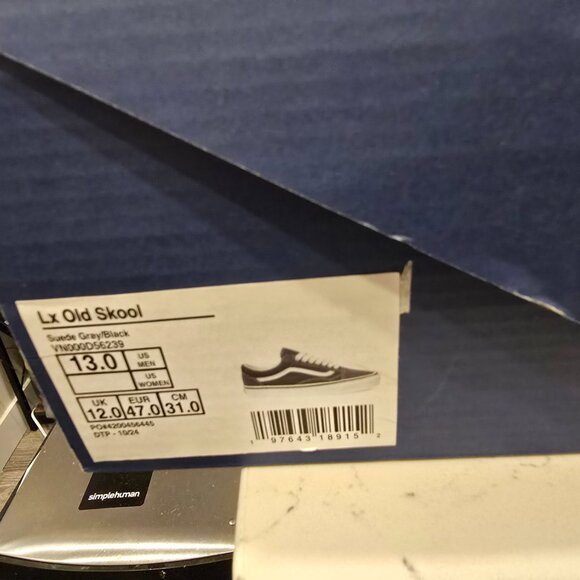 Lx Old Skool
Suede Gray/Black
VN000D56239
13.0 US MEN
US WOMEN
UK EUR CM
12.0 47.0 31.0
PO#4200456445
DTP - 10/24
1 97643 18915 2
simplehuman